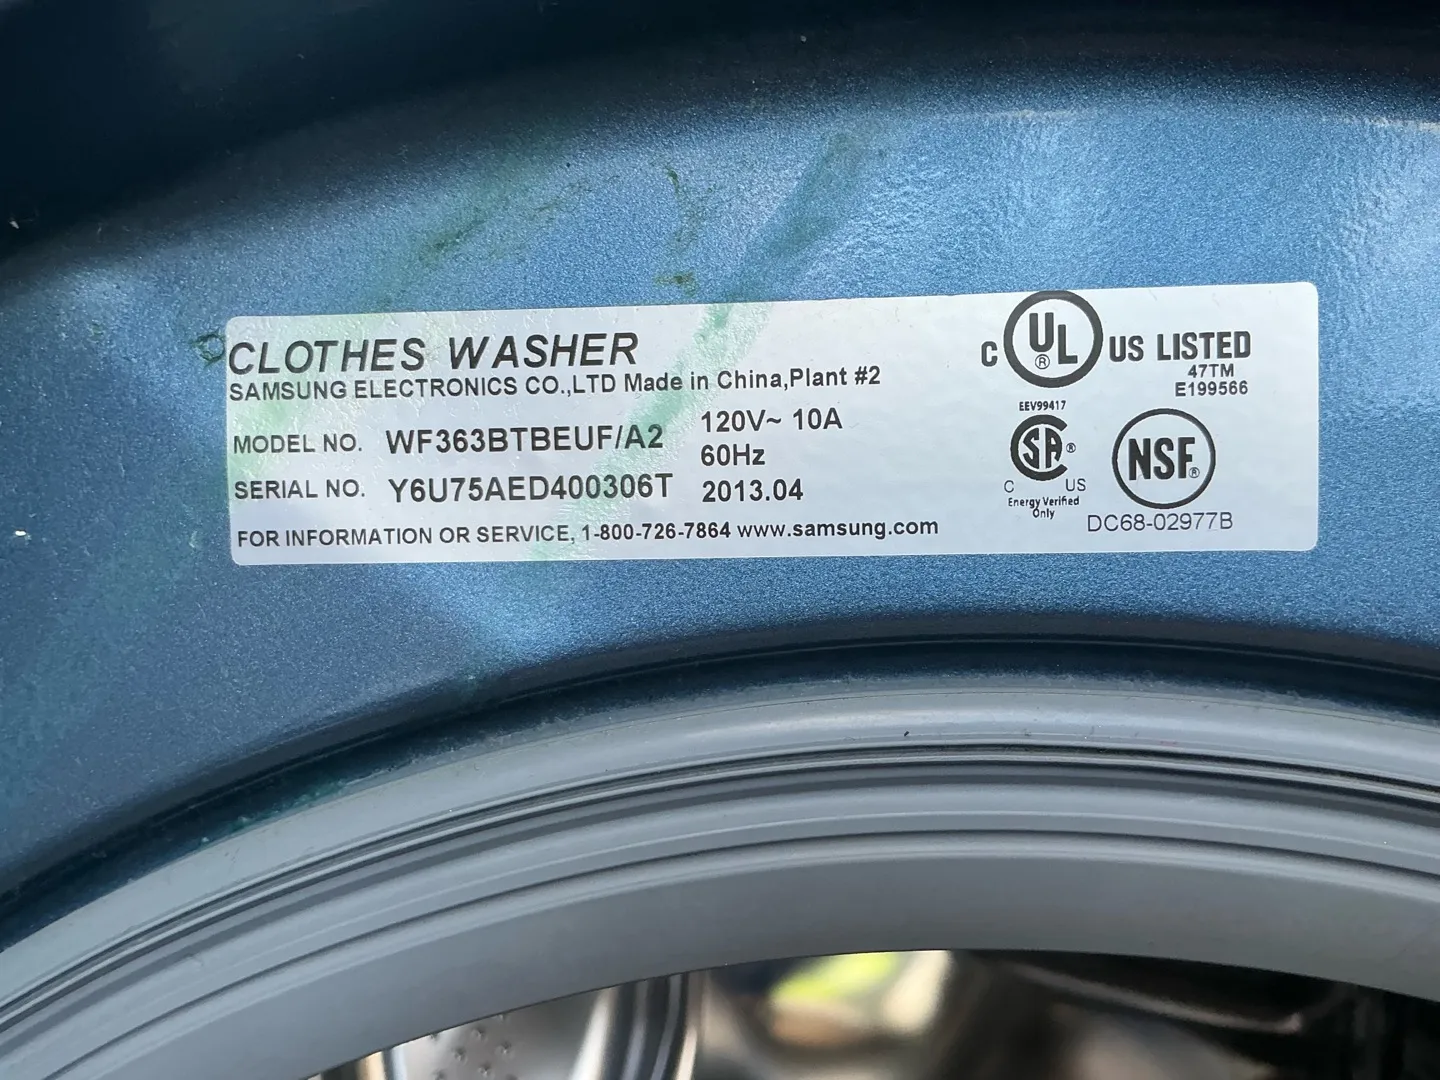 CLOTHES WASHER
SAMSUNG ELECTRONICS CO.,LTD Made in China,Plant #2
MODEL NO. WF363BTBEUF/A2
120V~ 10A
60Hz
SERIAL NO. Y6U75AED400306T 2013.04
FOR INFORMATION OR SERVICE, 1-800-726-7864 www.samsung.com
C UL ® US LISTED
47TM
E199566
EEV99417
SA ®
C US
Energy Verified
Only
NSF®
DC68-02977B